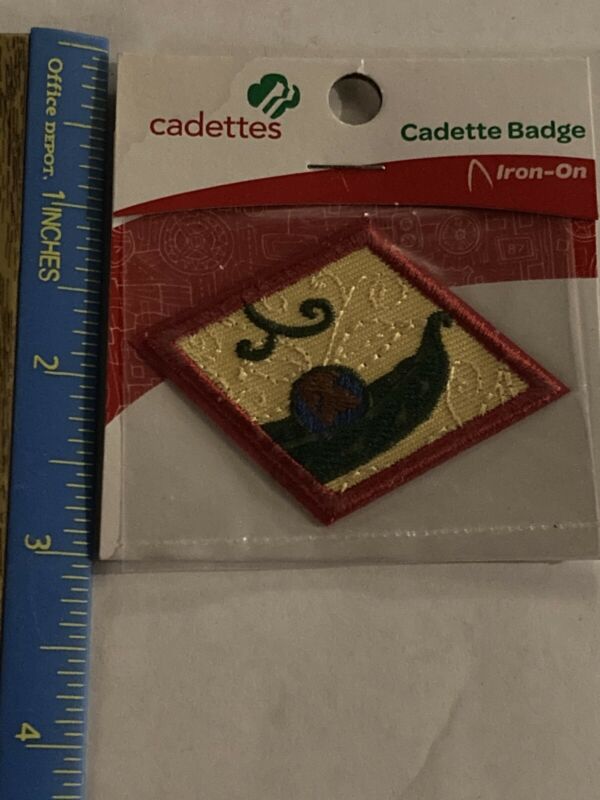 cadettes
Cadette Badge
Iron-On
Office DEPOT.
1 INCHES
2
3
4